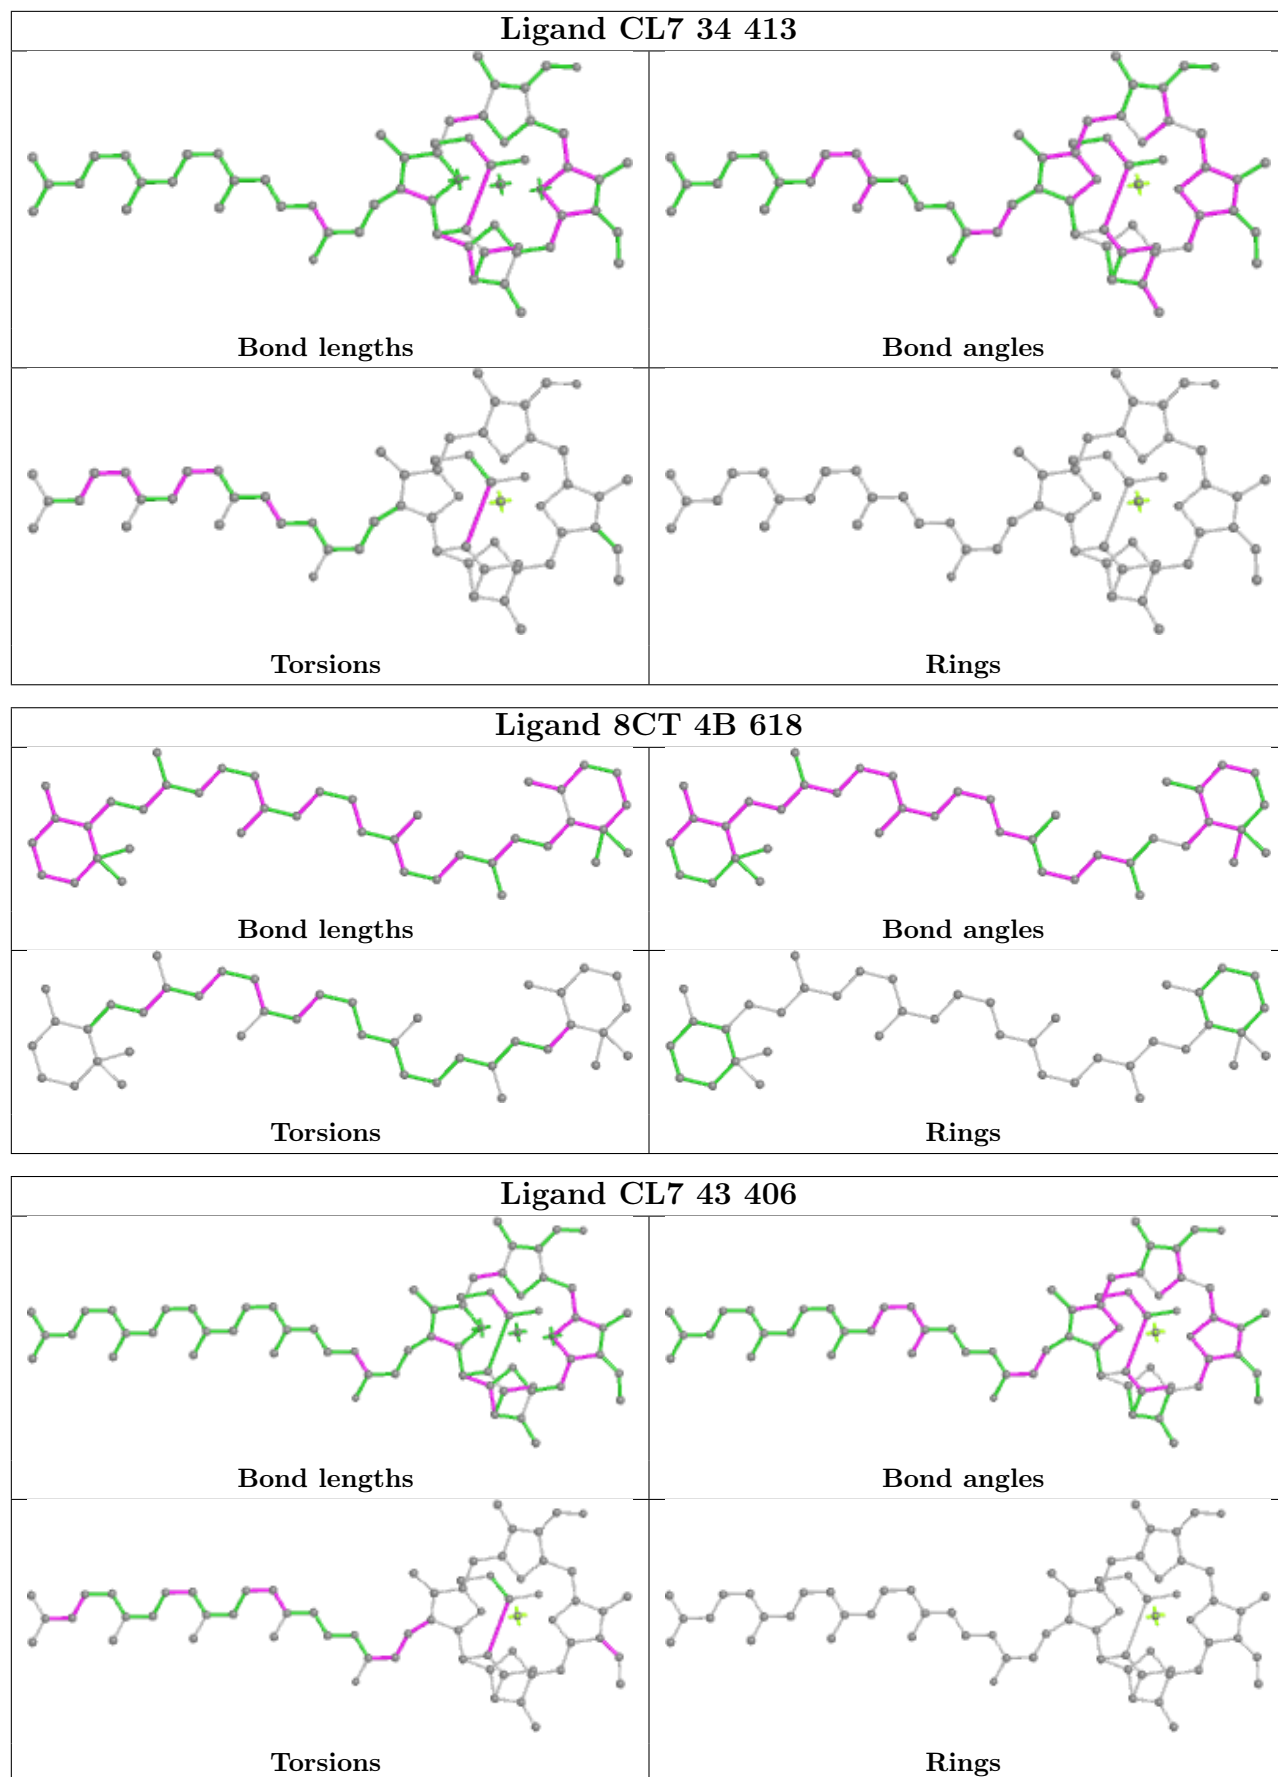 Ligand CL7 34 413
Bond lengths
Bond angles
Torsions
Rings
Ligand 8CT 4B 618
Bond lengths
Bond angles
Torsions
Rings
Ligand CL7 43 406
Bond lengths
Bond angles
Torsions
Rings